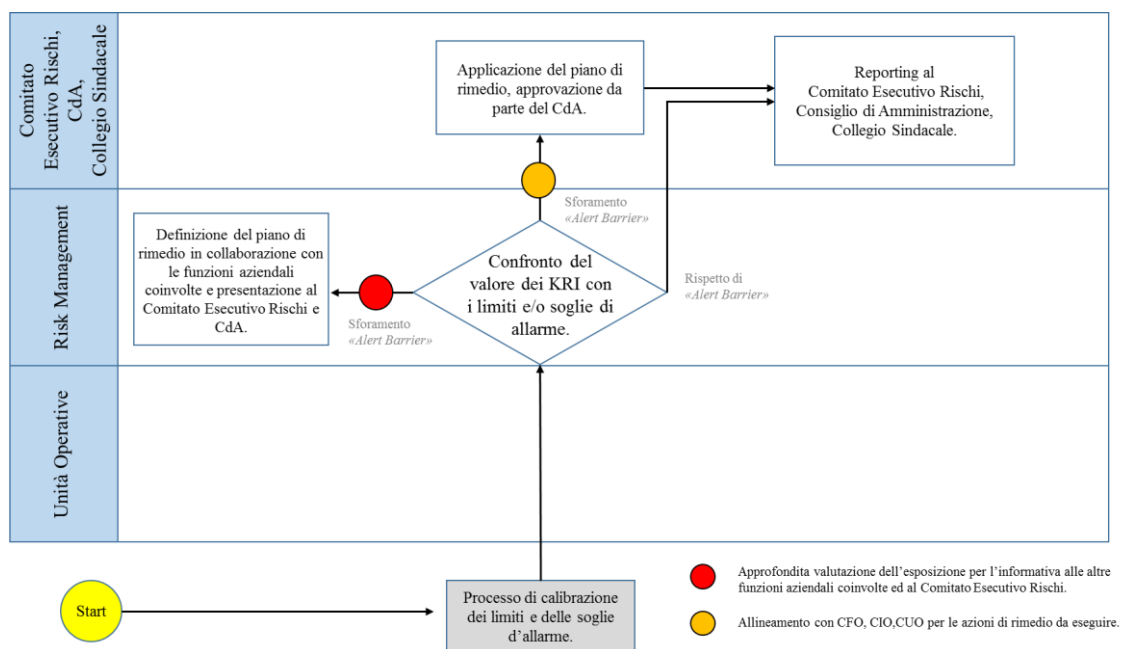 Comitato
Esecutivo Rischi,
CdA,
Collegio Sindacale
Applicazione del piano di
rimedio, approvazione da
parte del CdA.
Reporting al
Comitato Esecutivo Rischi,
Consiglio di Amministrazione,
Collegio Sindacale.
Sforamento
«Alert Barrier»
Risk Management
Definizione del piano di
rimedio in collaborazione con
le funzioni aziendali
coinvolte e presentazione al
Comitato Esecutivo Rischi e
CdA.
Sforamento
«Alert Barrier»
Confronto del
valore dei KRI con
i limiti e/o soglie di
allarme.
Rispetto di
«Alert Barrier»
Unità Operative
Start
Processo di calibrazione
dei limiti e delle soglie
d’allarme.
Approfondita valutazione dell’esposizione per l’informativa alle altre
funzioni aziendali coinvolte ed al Comitato Esecutivo Rischi.
Allineamento con CFO, CIO,CUO per le azioni di rimedio da eseguire.